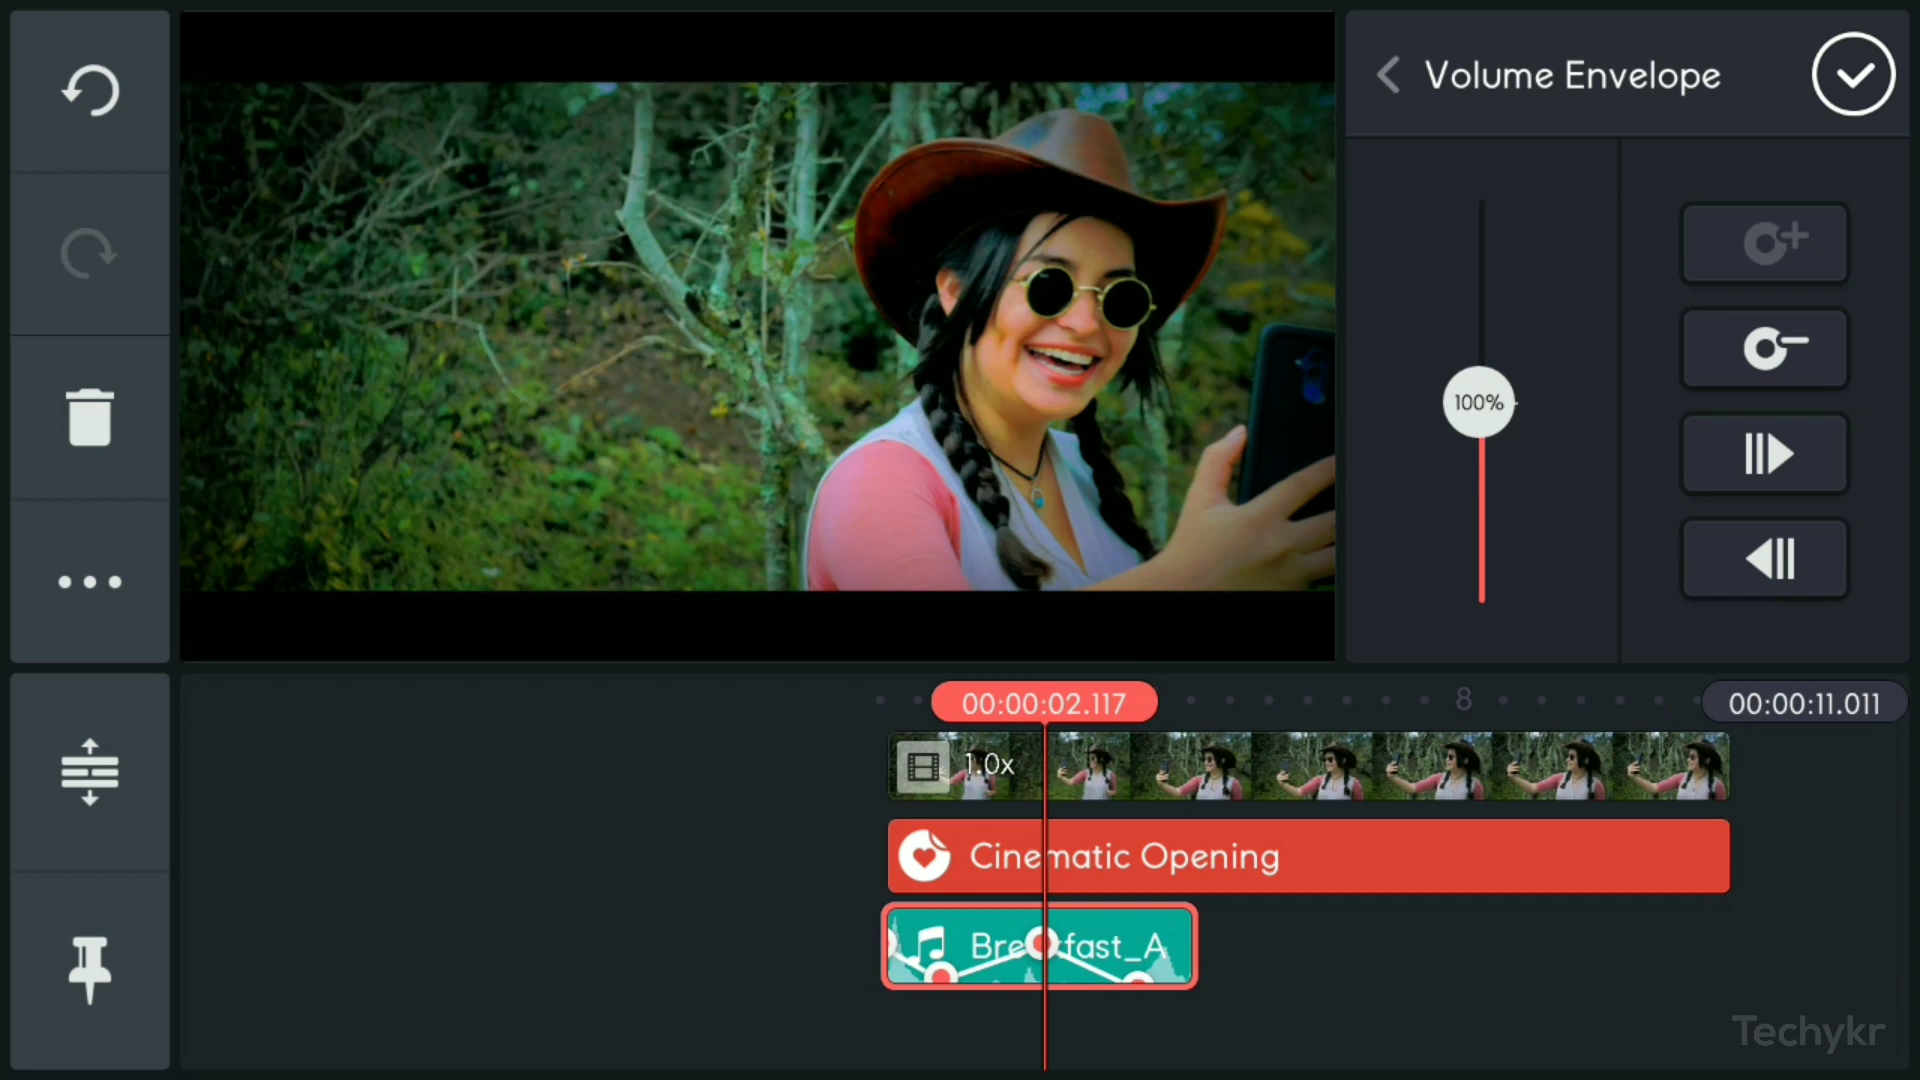 Volume Envelope
100%
00:00:02.117
8
00:00:11.011
1.0x
Cinematic Opening
Breakfast_A
Techykr